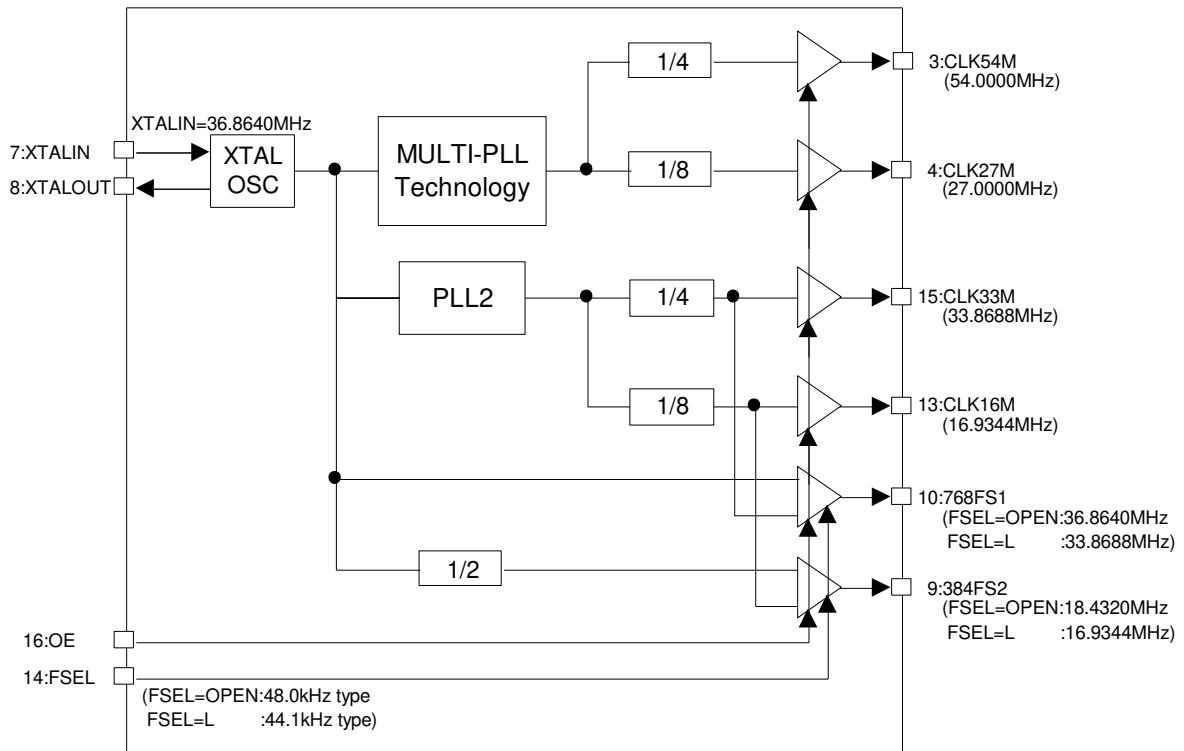 XTALIN=36.8640MHz
7:XTALIN
8:XTALOUT
XTAL
OSC
MULTI-PLL
Technology
1/4
3:CLK54M
(54.0000MHz)
1/8
4:CLK27M
(27.0000MHz)
PLL2
1/4
15:CLK33M
(33.8688MHz)
1/8
13:CLK16M
(16.9344MHz)
10:768FS1
(FSEL=OPEN:36.8640MHz
FSEL=L :33.8688MHz)
1/2
9:384FS2
(FSEL=OPEN:18.4320MHz
FSEL=L :16.9344MHz)
16:OE
14:FSEL
(FSEL=OPEN:48.0kHz type
FSEL=L :44.1kHz type)